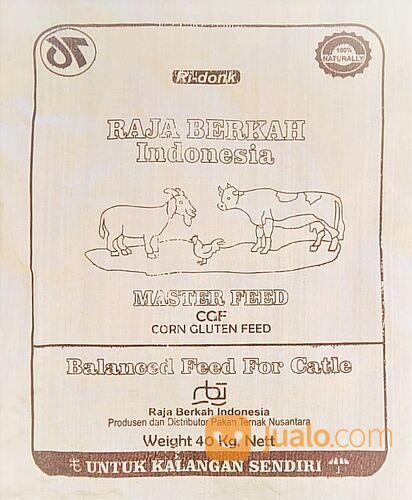 100%
NATURALLY
Ri-donk
RAJA BERKAH
Indonesia
MASTER FEED
CGF
CORN GLUTEN FEED
Balanced Feed For Catle
rbi
Raja Berkah Indonesia
Produsen dan Distributor Pakan Ternak Nusantara
Weight 40 Kg. Nett
Jualo.com
UNTUK KALANGAN SENDIRI